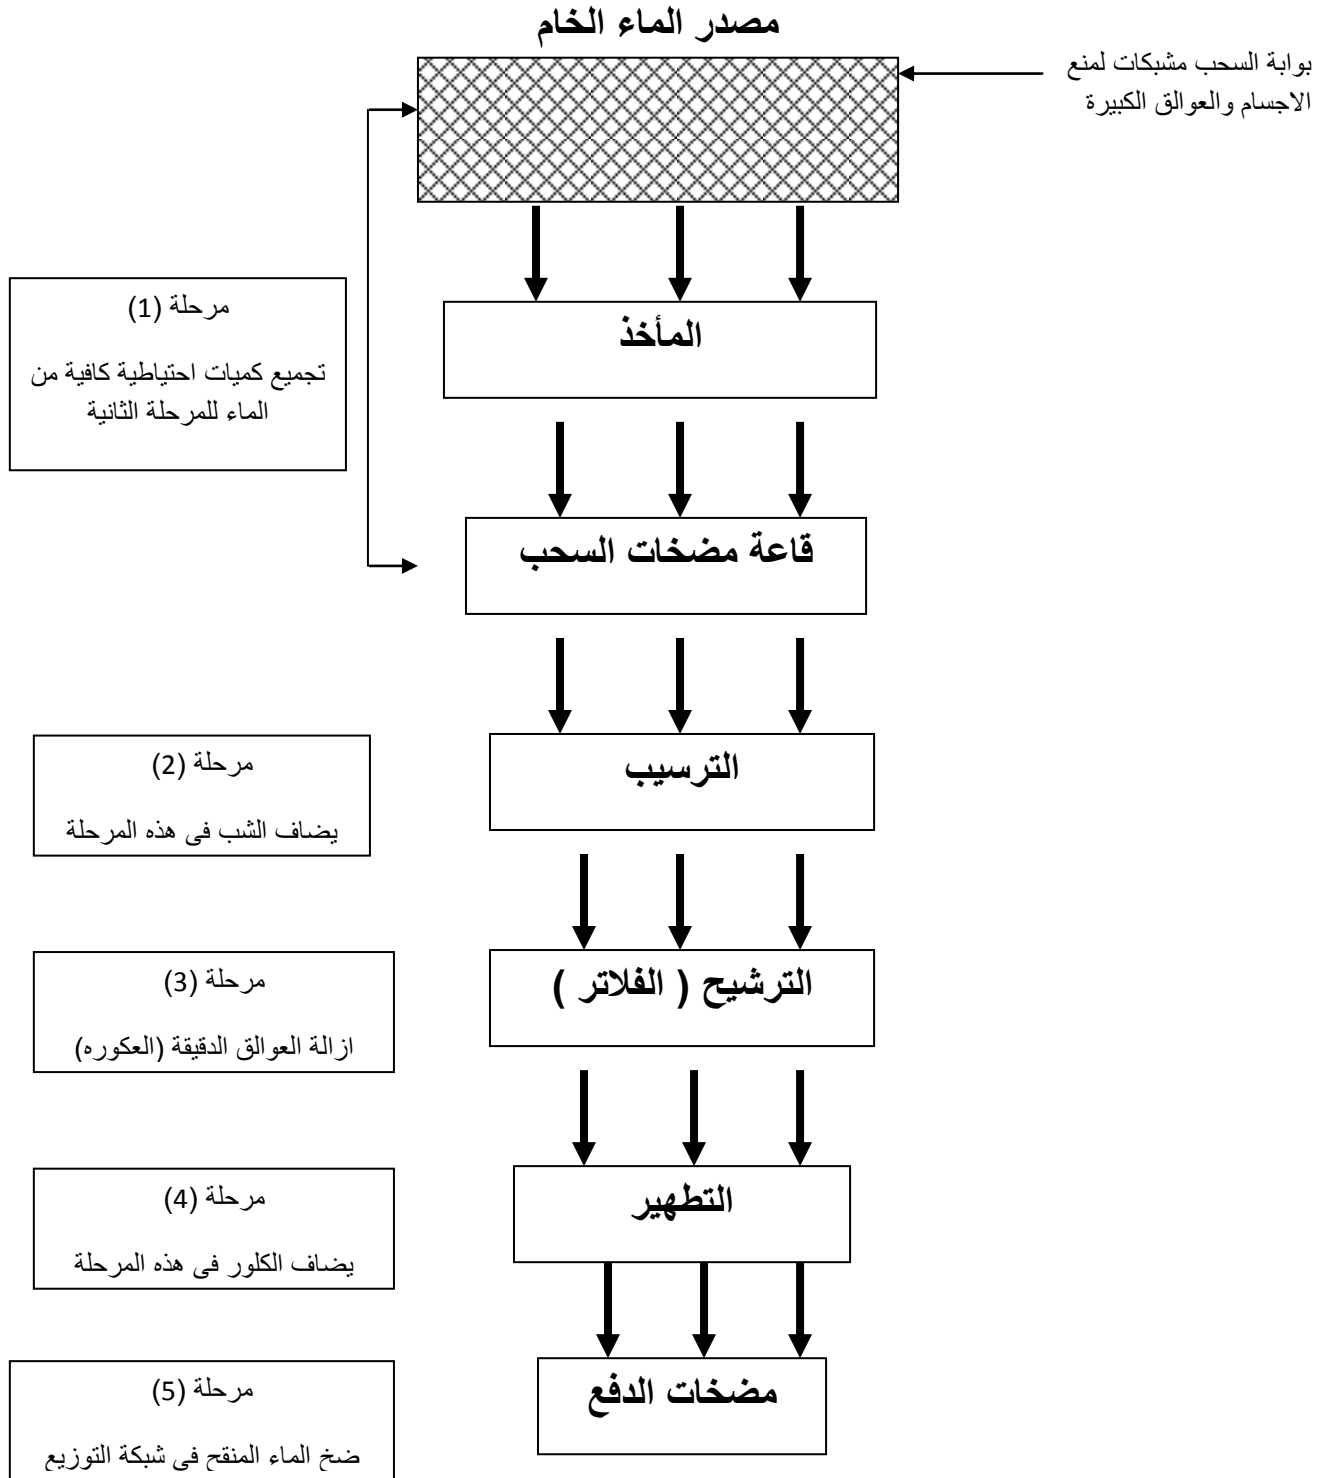 مصدر الماء الخام
بوابة السحب مشبكات لمنع
الاجسام والعوالق الكبيرة
المأخذ
مرحلة (1)
تجميع كميات احتياطية كافية من
الماء للمرحلة الثانية
قاعة مضخات السحب
الترسيب
مرحلة (2)
يضاف الشب فى هذه المرحلة
الترشيح ( الفلاتر )
مرحلة (3)
ازالة العوالق الدقيقة (العكوره)
التطهير
مرحلة (4)
يضاف الكلور فى هذه المرحلة
مضخات الدفع
مرحلة (5)
ضخ الماء المنقح فى شبكة التوزيع